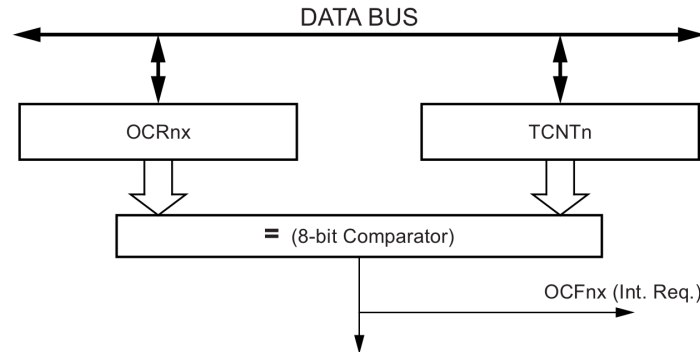 DATA BUS
OCRnx
TCNTn
= (8-bit Comparator)
OCFnx (Int. Req.)